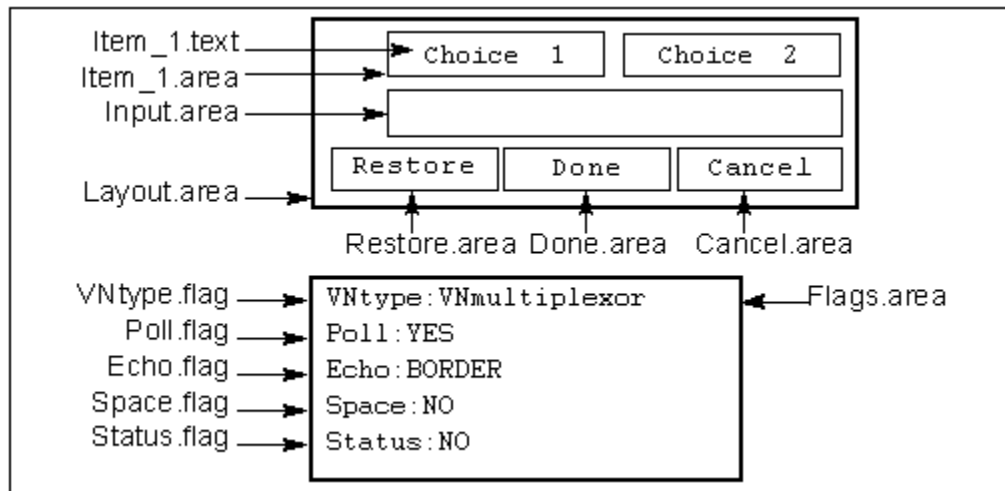 Item_1.text
Choice 1 Choice 2
Item_1.area
Input.area
Restore Done Cancel
Layout.area
Restore.area Done.area Cancel.area
VNtype.flag VNtype:VNmultiplexor Flags.area
Poll.flag Poll:YES
Echo.flag Echo:BORDER
Space.flag Space:NO
Status.flag Status:NO